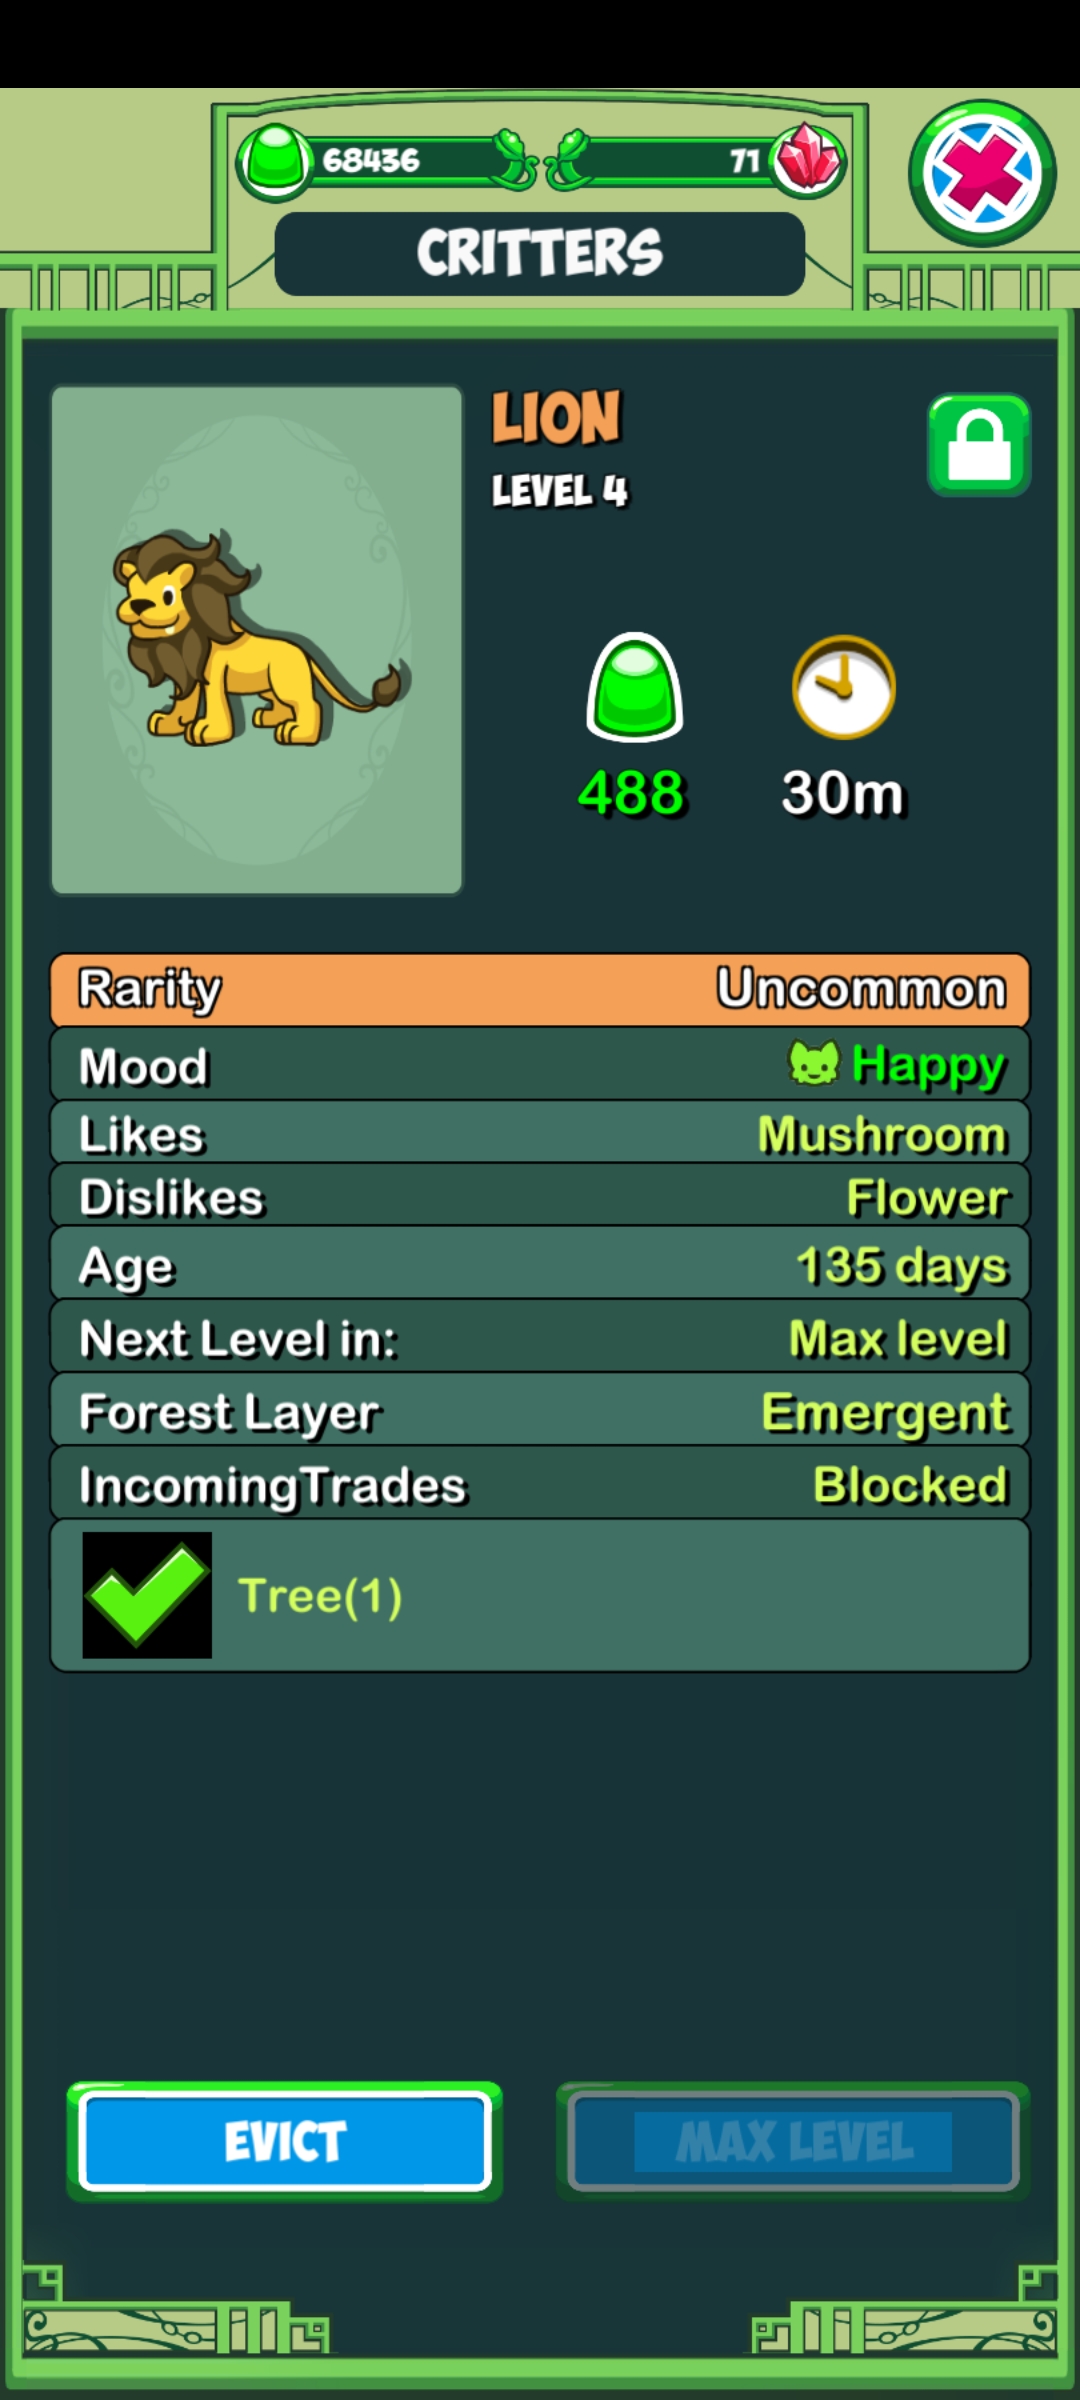 68436
71
CRITTERS
LION
LEVEL 4
488
30m
Rarity Uncommon
Mood Happy
Likes Mushroom
Dislikes Flower
Age 135 days
Next Level in: Max level
Forest Layer Emergent
IncomingTrades Blocked
Tree(1)
EVICT
MAX LEVEL